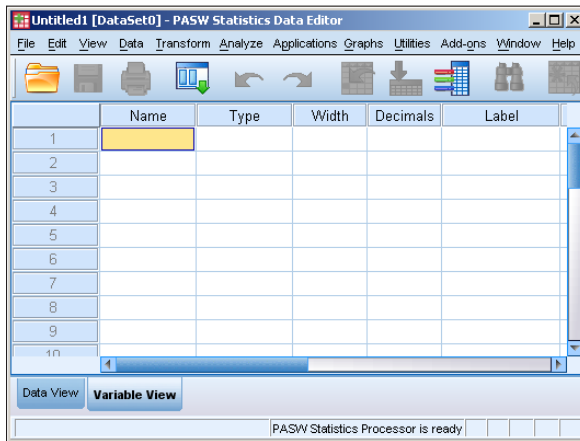 Untitled1 [DataSet0] - PASW Statistics Data Editor
File Edit View Data Transform Analyze Applications Graphs Utilities Add-ons Window Help
Name Type Width Decimals Label
1
2
3
4
5
6
7
8
9
10
Data View Variable View
PASW Statistics Processor is ready